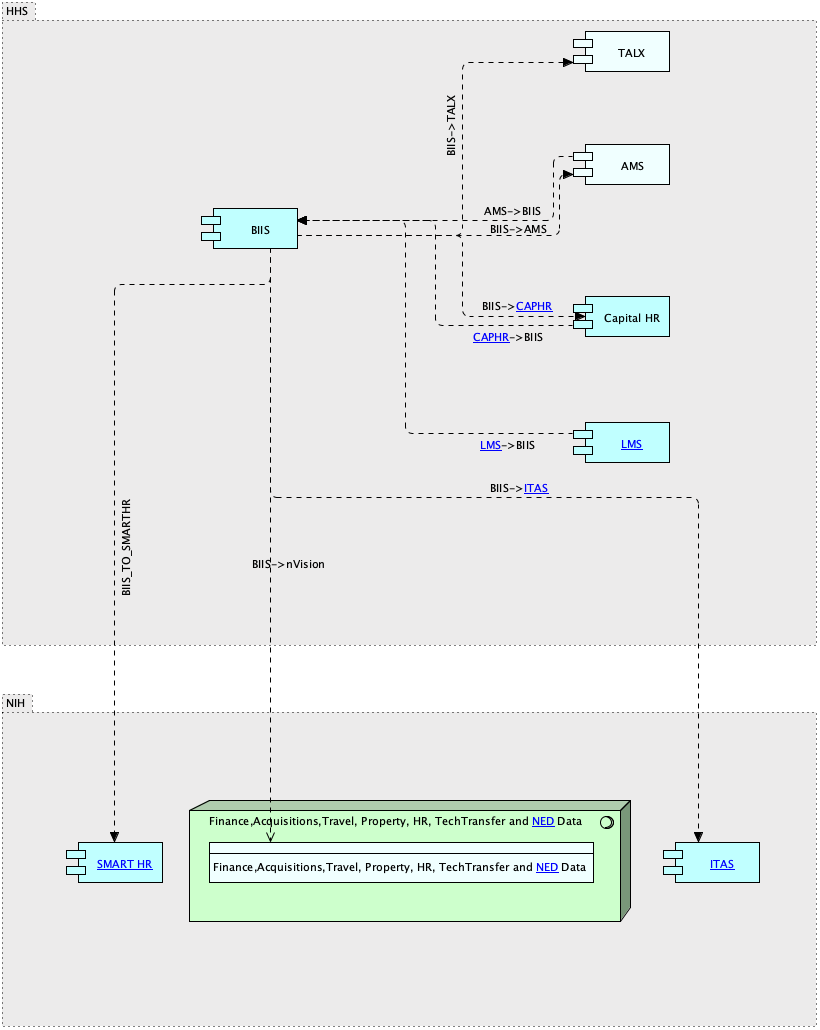 HHS
TALX
BIIS->TALX
AMS
AMS->BIIS
BIIS
BIIS->AMS
BIIS->CAPHR
Capital HR
CAPHR->BIIS
LMS
LMS->BIIS
BIIS->ITAS
BIIS_TO_SMARTHR
BIIS->nVision
NIH
Finance,Acquisitions,Travel, Property, HR, TechTransfer and NED Data
SMART HR
Finance,Acquisitions,Travel, Property, HR, TechTransfer and NED Data
ITAS